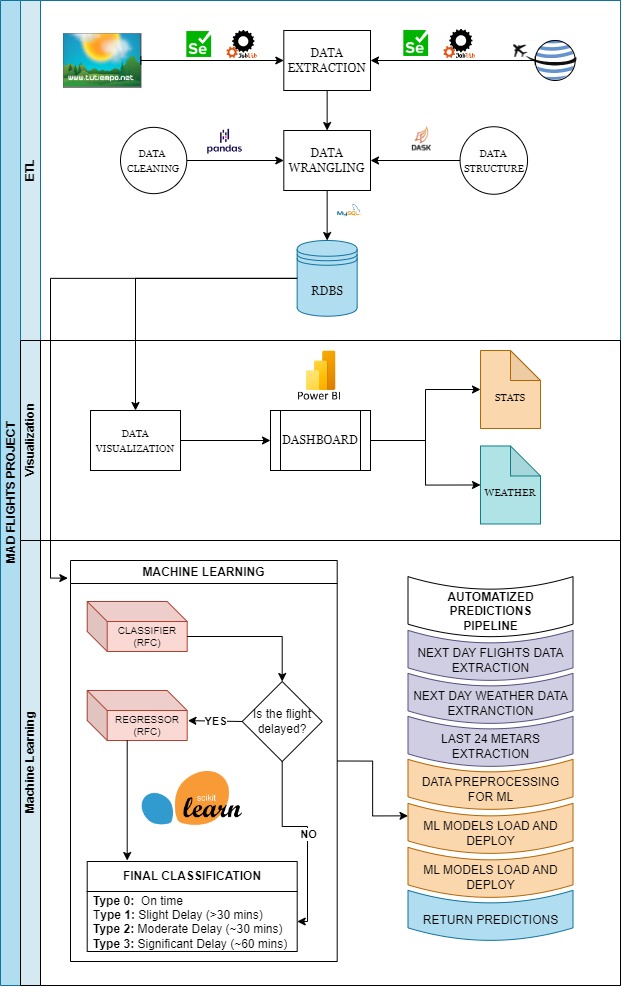 MAD FLIGHTS PROJECT
ETL
www.tutiempo.net
Se
JobLib
DATA
EXTRACTION
Se
JobLib
DATA
CLEANING
pandas
DATA
WRANGLING
DASK
DATA
STRUCTURE
MySQL
RDBS
Visualization
DATA
VISUALIZATION
Power BI
DASHBOARD
STATS
WEATHER
Machine Learning
MACHINE LEARNING
CLASSIFIER
(RFC)
REGRESSOR
(RFC)
YES
Is the flight
delayed?
NO
scikit
learn
FINAL CLASSIFICATION
Type 0: On time
Type 1: Slight Delay (>30 mins)
Type 2: Moderate Delay (~30 mins)
Type 3: Significant Delay (~60 mins)
AUTOMATIZED
PREDICTIONS
PIPELINE
NEXT DAY FLIGHTS DATA
EXTRACTION
NEXT DAY WEATHER DATA
EXTRANCTION
LAST 24 METARS
EXTRACTION
DATA PREPROCESSING
FOR ML
ML MODELS LOAD AND
DEPLOY
ML MODELS LOAD AND
DEPLOY
RETURN PREDICTIONS